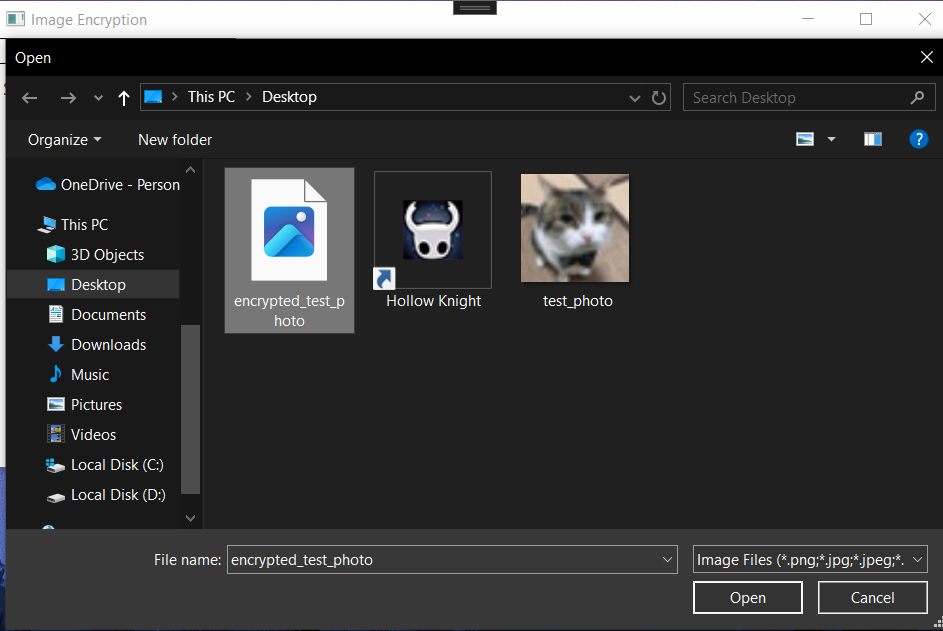 Image Encryption
Open
This PC
Desktop
Search Desktop
Organize
New folder
?
OneDrive - Person
This PC
3D Objects
Desktop
Documents
Downloads
Music
Pictures
Videos
Local Disk (C:)
Local Disk (D:)
encrypted_test_p
hoto
Hollow Knight
test_photo
File name:
encrypted_test_photo
Image Files (*.png;*.jpg;*.jpeg;*.
Open
Cancel